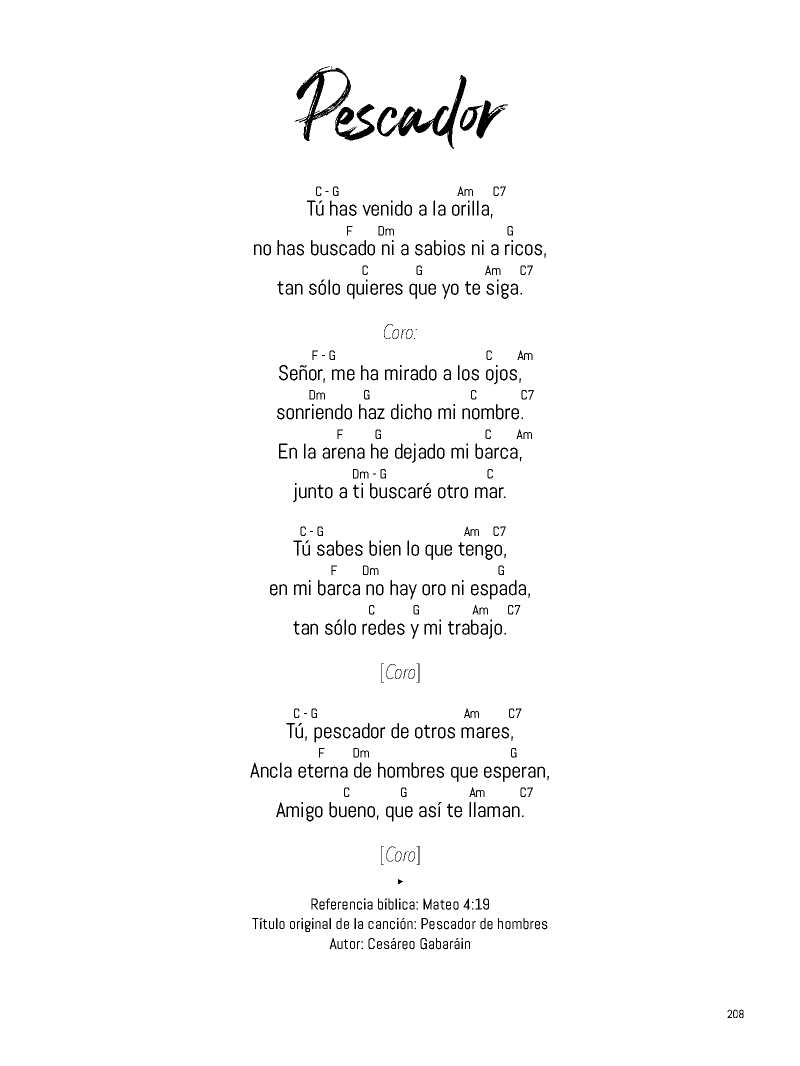 Pescador
C - G Am C7
Tú has venido a la orilla,
F Dm G
no has buscado ni a sabios ni a ricos,
C G Am C7
tan sólo quieres que yo te siga.
Coro:
F - G C Am
Señor, me ha mirado a los ojos,
Dm G C C7
sonriendo haz dicho mi nombre.
F G C Am
En la arena he dejado mi barca,
Dm - G C
junto a ti buscaré otro mar.
C - G Am C7
Tú sabes bien lo que tengo,
F Dm G
en mi barca no hay oro ni espada,
C G Am C7
tan sólo redes y mi trabajo.
[Coro]
C - G Am C7
Tú, pescador de otros mares,
F Dm G
Ancla eterna de hombres que esperan,
C G Am C7
Amigo bueno, que así te llaman.
[Coro]
Referencia bíblica: Mateo 4:19
Título original de la canción: Pescador de hombres
Autor: Cesáreo Gabaráin
208